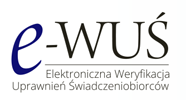 e-WUŚ
Elektroniczna Weryfikacja
Uprawnień Świadczeniobiorców